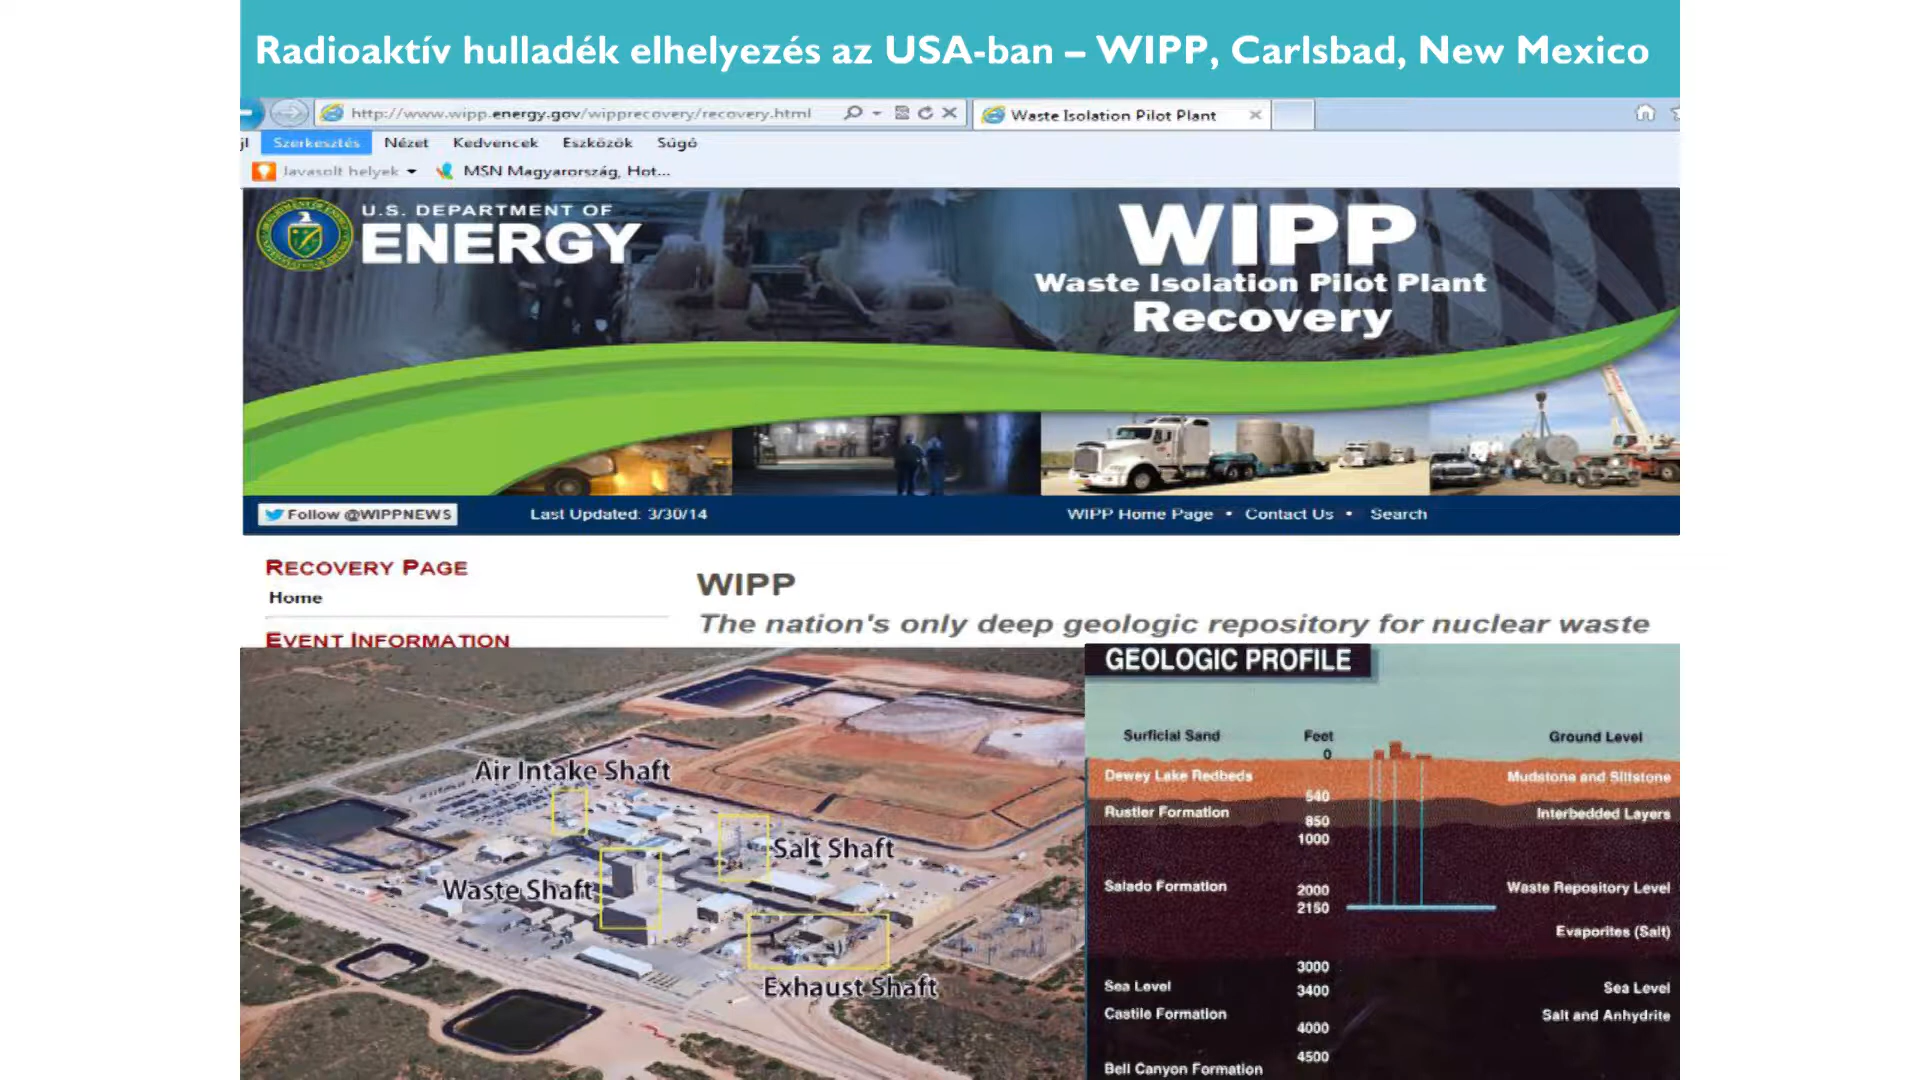 Radioaktív hulladék elhelyezés az USA-ban – WIPP, Carlsbad, New Mexico
http://www.wipp.energy.gov/wipprecovery/recovery.html
Waste Isolation Pilot Plant
Szerkesztés Nézet Kedvencek Eszközök Súgó
Javasolt helyek MSN Magyarország, Hot...
U.S. DEPARTMENT OF
ENERGY
WIPP
Waste Isolation Pilot Plant
Recovery
Follow @WIPPNEWS Last Updated: 3/30/14 WIPP Home Page • Contact Us • Search
RECOVERY PAGE
Home
EVENT INFORMATION
WIPP
The nation's only deep geologic repository for nuclear waste
Air Intake Shaft
Salt Shaft
Waste Shaft
Exhaust Shaft
GEOLOGIC PROFILE
Surficial Sand Feet Ground Level
0
Dewey Lake Redbeds Mudstone and Siltstone
540
Rustler Formation 850 Interbedded Layers
1000
Salado Formation 2000 Waste Repository Level
2150
Evaporites (Salt)
3000
Sea Level 3400 Sea Level
Castile Formation Salt and Anhydrite
4000
4500
Bell Canyon Formation